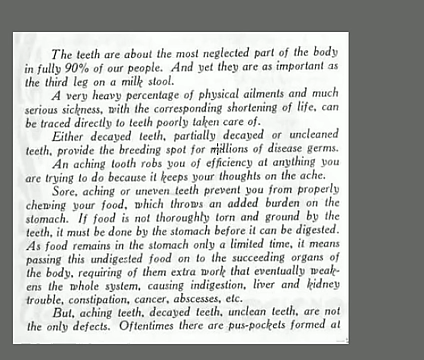 The teeth are about the most neglected part of the body
in fully 90% of our people. And yet they are as important as
the third leg on a milk stool.
A very heavy percentage of physical ailments and much
serious sickness, with the corresponding shortening of life, can
be traced directly to teeth poorly taken care of.
Either decayed teeth, partially decayed or uncleaned
teeth, provide the breeding spot for millions of disease germs.
An aching tooth robs you of efficiency at anything you
are trying to do because it keeps your thoughts on the ache.
Sore, aching or uneven teeth prevent you from properly
chewing your food, which throws an added burden on the
stomach. If food is not thoroughly torn and ground by the
teeth, it must be done by the stomach before it can be digested.
As food remains in the stomach only a limited time, it means
passing this undigested food on to the succeeding organs of
the body, requiring of them extra work that eventually weak-
ens the whole system, causing indigestion, liver and kidney
trouble, constipation, cancer, abscesses, etc.
But, aching teeth, decayed teeth, unclean teeth, are not
the only defects. Oftentimes there are pus-pockets formed at